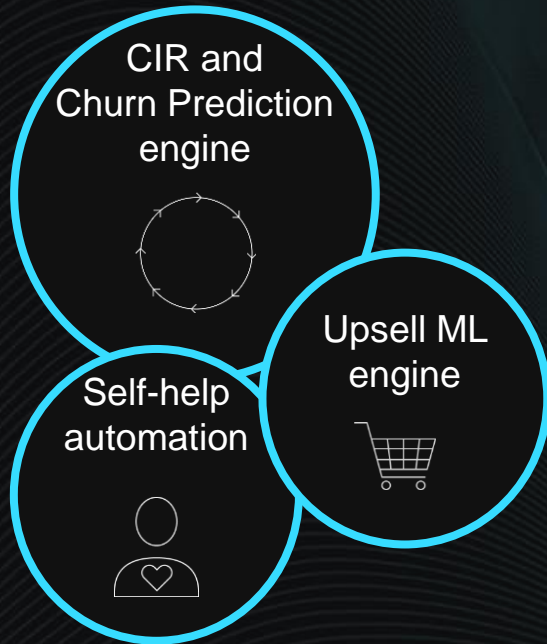 CIR and
Churn Prediction
engine
Upsell ML
engine
Self-help
automation